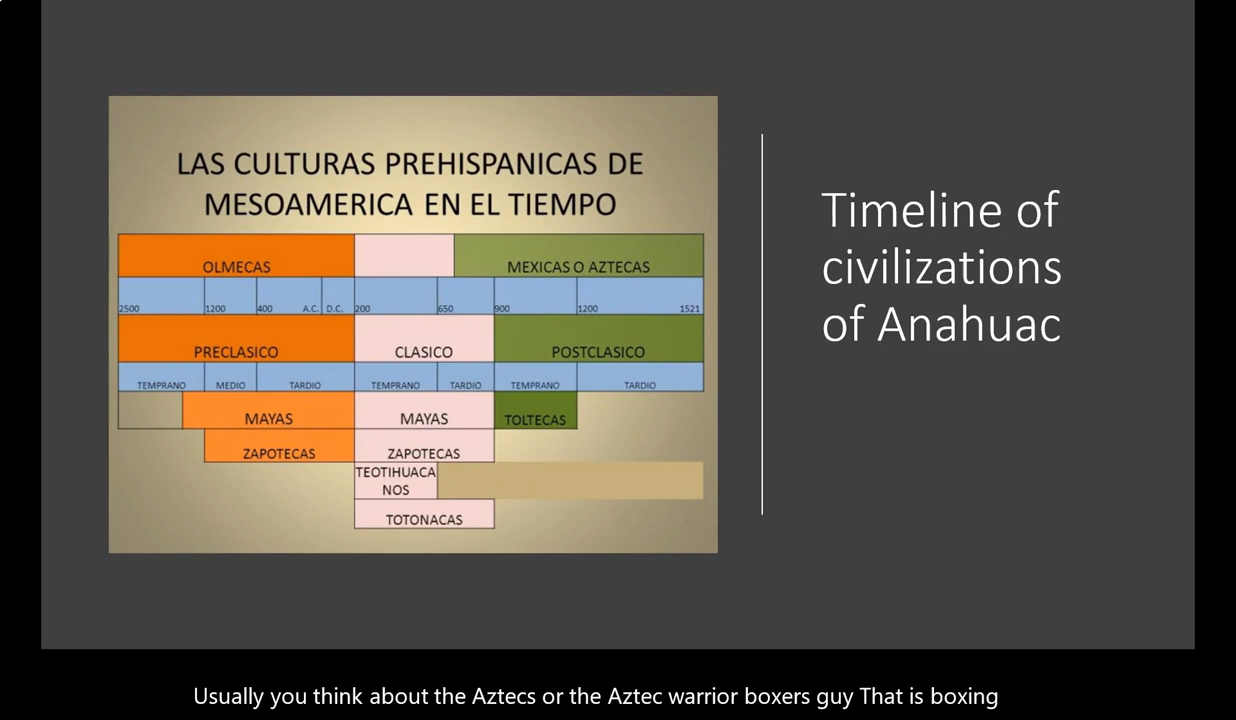 LAS CULTURAS PREHISPANICAS DE
MESOAMERICA EN EL TIEMPO
OLMECAS
MEXICAS O AZTECAS
2500 1200 400 A.C. D.C. 200 650 900 1200 1521
PRECLASICO CLASICO POSTCLASICO
TEMPRANO MEDIO TARDIO TEMPRANO TARDIO TEMPRANO TARDIO
MAYAS MAYAS TOLTECAS
ZAPOTECAS ZAPOTECAS
TEOTIHUACA
NOS
TOTONACAS
Timeline of
civilizations
of Anahuac
Usually you think about the Aztecs or the Aztec warrior boxers guy That is boxing